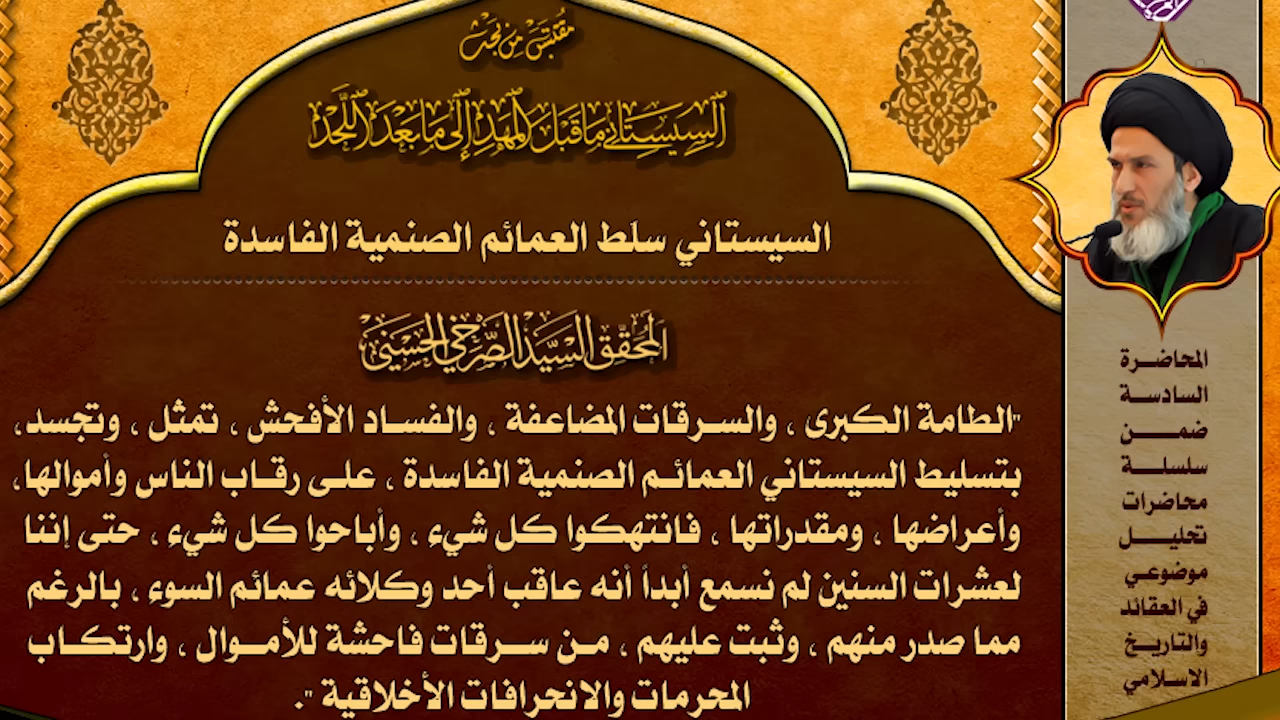 مقتبس من بحث
السيستاني ما قبل المهد إلى ما بعد اللحد
السيستاني سلط العمائم الصنمية الفاسدة
المحقق السيد الصرخي الحسني
"الطامة الكبرى ، والسرقات المضاعفة ، والفساد الأفحش ، تمثل ، وتجسد،
بتسليط السيستاني العمائم الصنمية الفاسدة ، على رقاب الناس وأموالها،
وأعراضها ، ومقدراتها ، فانتهكوا كل شيء ، وأباحوا كل شيء ، حتى إننا
لعشرات السنين لم نسمع أبداً أنه عاقب أحد وكلائه عمائم السوء ، بالرغم
مما صدر منهم ، وثبت عليهم ، من سرقات فاحشة للأموال ، وارتكاب
المحرمات والانحرافات الأخلاقية ".
المحاضرة
السادسة
ضمن
سلسلة
محاضرات
تحليل
موضوعي
في العقائد
والتاريخ
الاسلامي